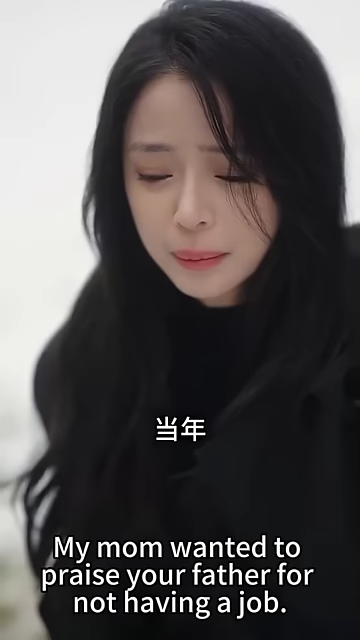 当年
My mom wanted to
praise your father for
not having a job.